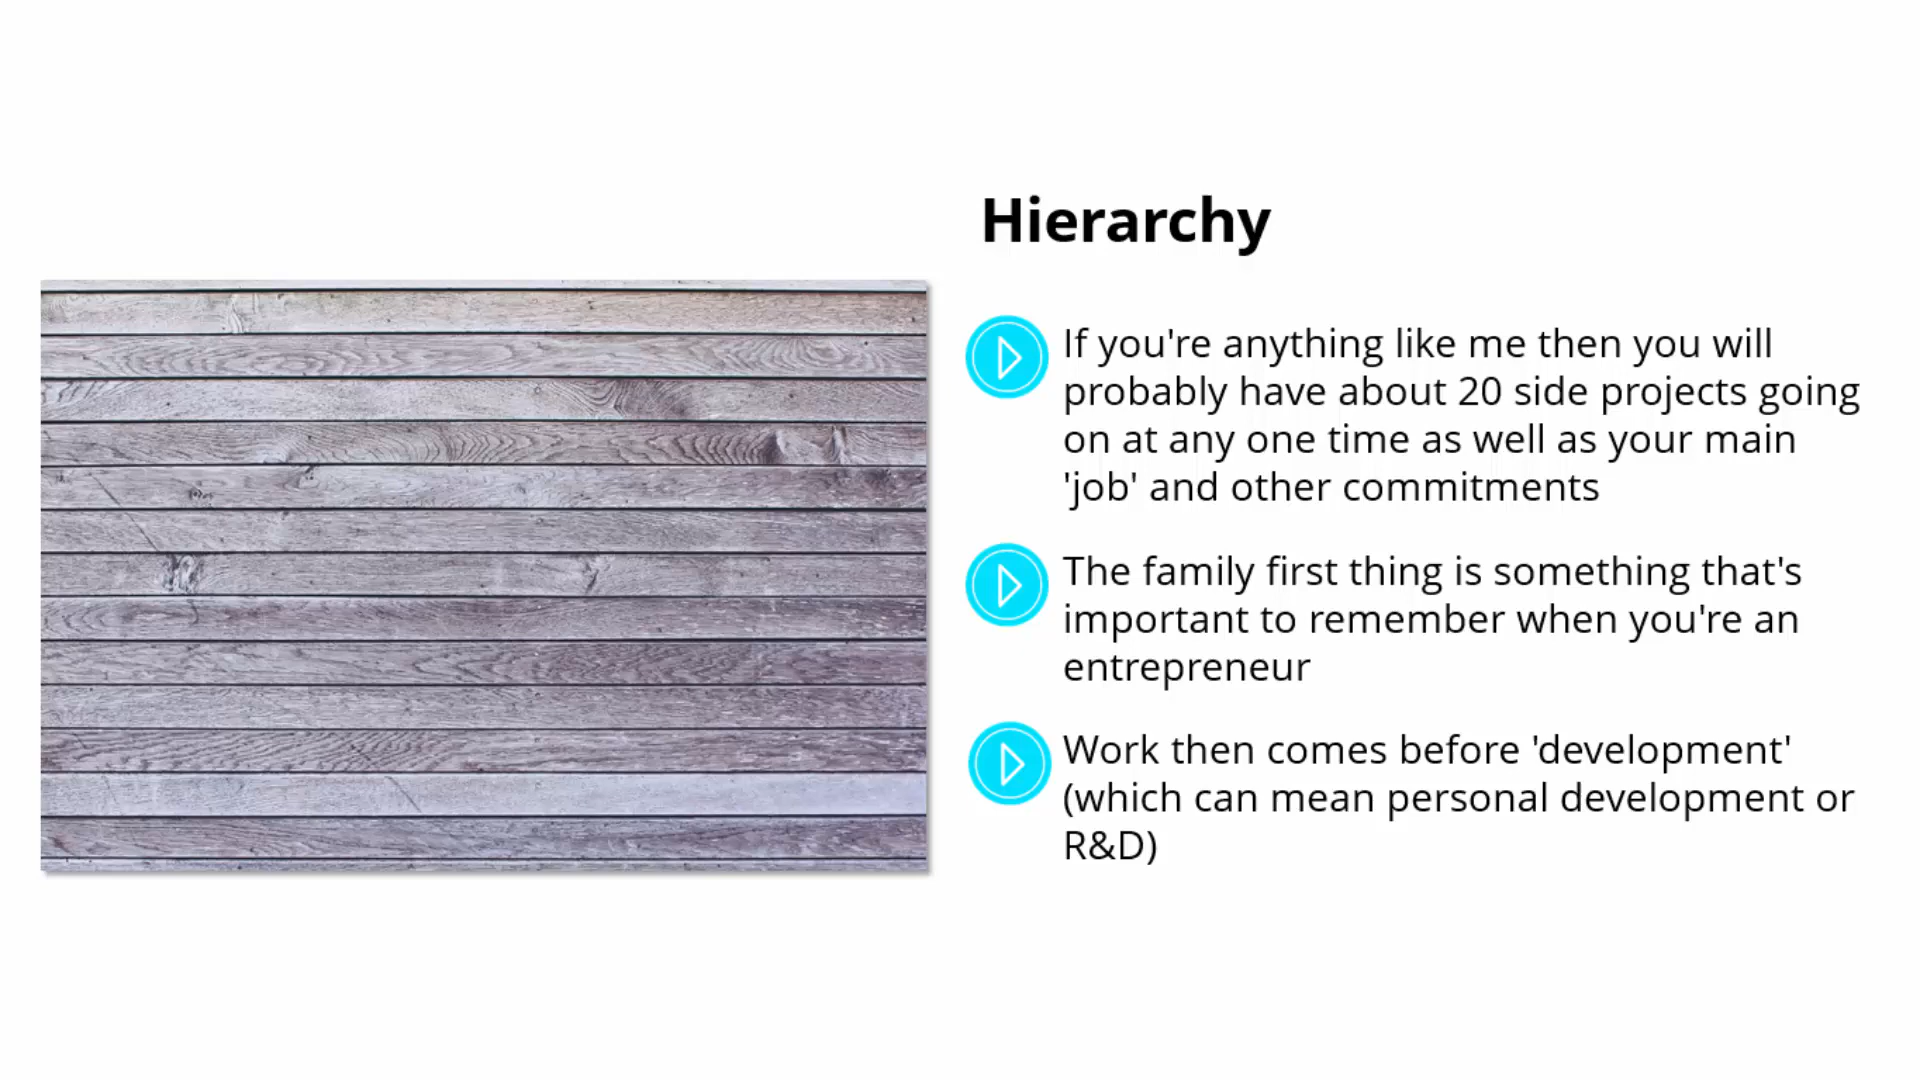 Hierarchy
If you're anything like me then you will
probably have about 20 side projects going
on at any one time as well as your main
'job' and other commitments
The family first thing is something that's
important to remember when you're an
entrepreneur
Work then comes before 'development'
(which can mean personal development or
R&D)